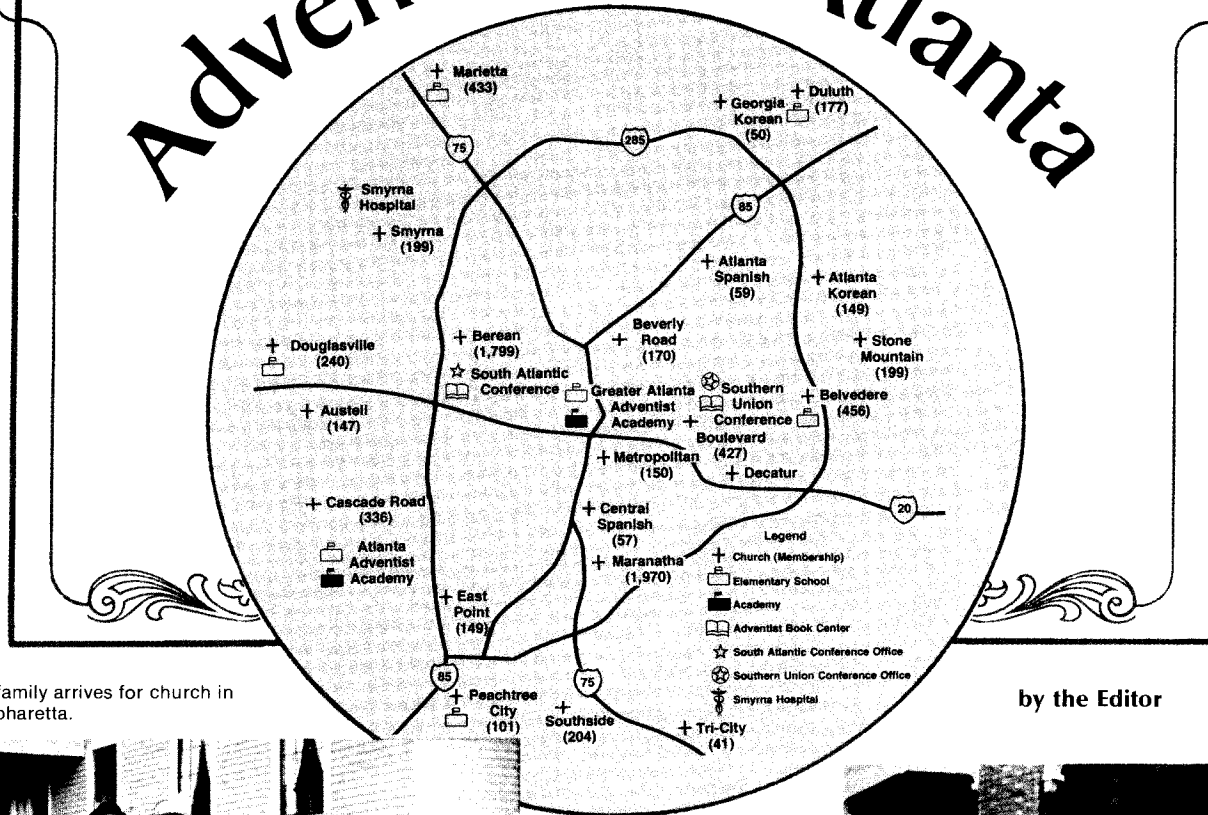 Adven
Atlanta
Marietta
(433)
75
285
Georgia
Korean
(50)
Duluth
(177)
Smyrna
Hospital
Smyrna
(199)
85
Atlanta
Spanish
(59)
Atlanta
Korean
(149)
Douglasville
(240)
Berean
(1,799)
South Atlantic
Conference
Beverly
Road
(170)
Stone
Mountain
(199)
Greater Atlanta
Adventist
Academy
Southern
Union
Conference
Belvedere
(456)
Austell
(147)
Boulevard
(427)
Metropolitan
(150)
Decatur
Cascade Road
(336)
Central
Spanish
(57)
20
Atlanta
Adventist
Academy
Maranatha
(1,970)
East
Point
(149)
Legend
Church (Membership)
Elementary School
Academy
Adventist Book Center
South Atlantic Conference Office
Southern Union Conference Office
Smyrna Hospital
85
75
Peachtree
City
(101)
Southside
(204)
Tri-City
(41)
family arrives for church in
pharetta.
by the Editor